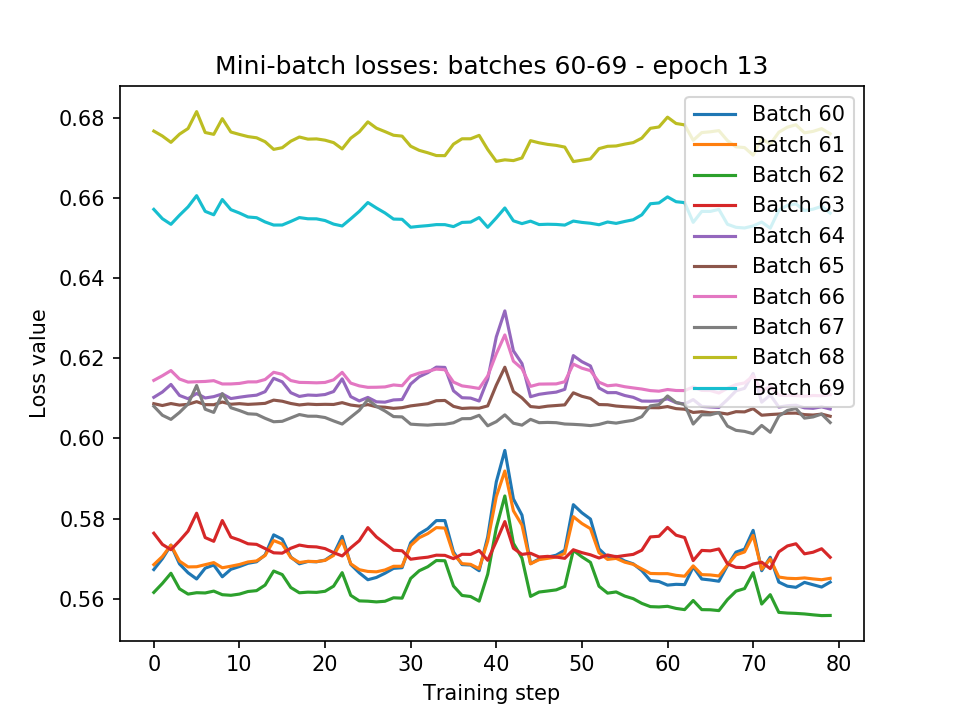 Mini-batch losses: batches 60-69 - epoch 13
0.68
0.66
0.64
0.62
0.60
0.58
0.56
Loss value
0
10
20
30
40
50
60
70
80
Training step
Batch 60
Batch 61
Batch 62
Batch 63
Batch 64
Batch 65
Batch 66
Batch 67
Batch 68
Batch 69